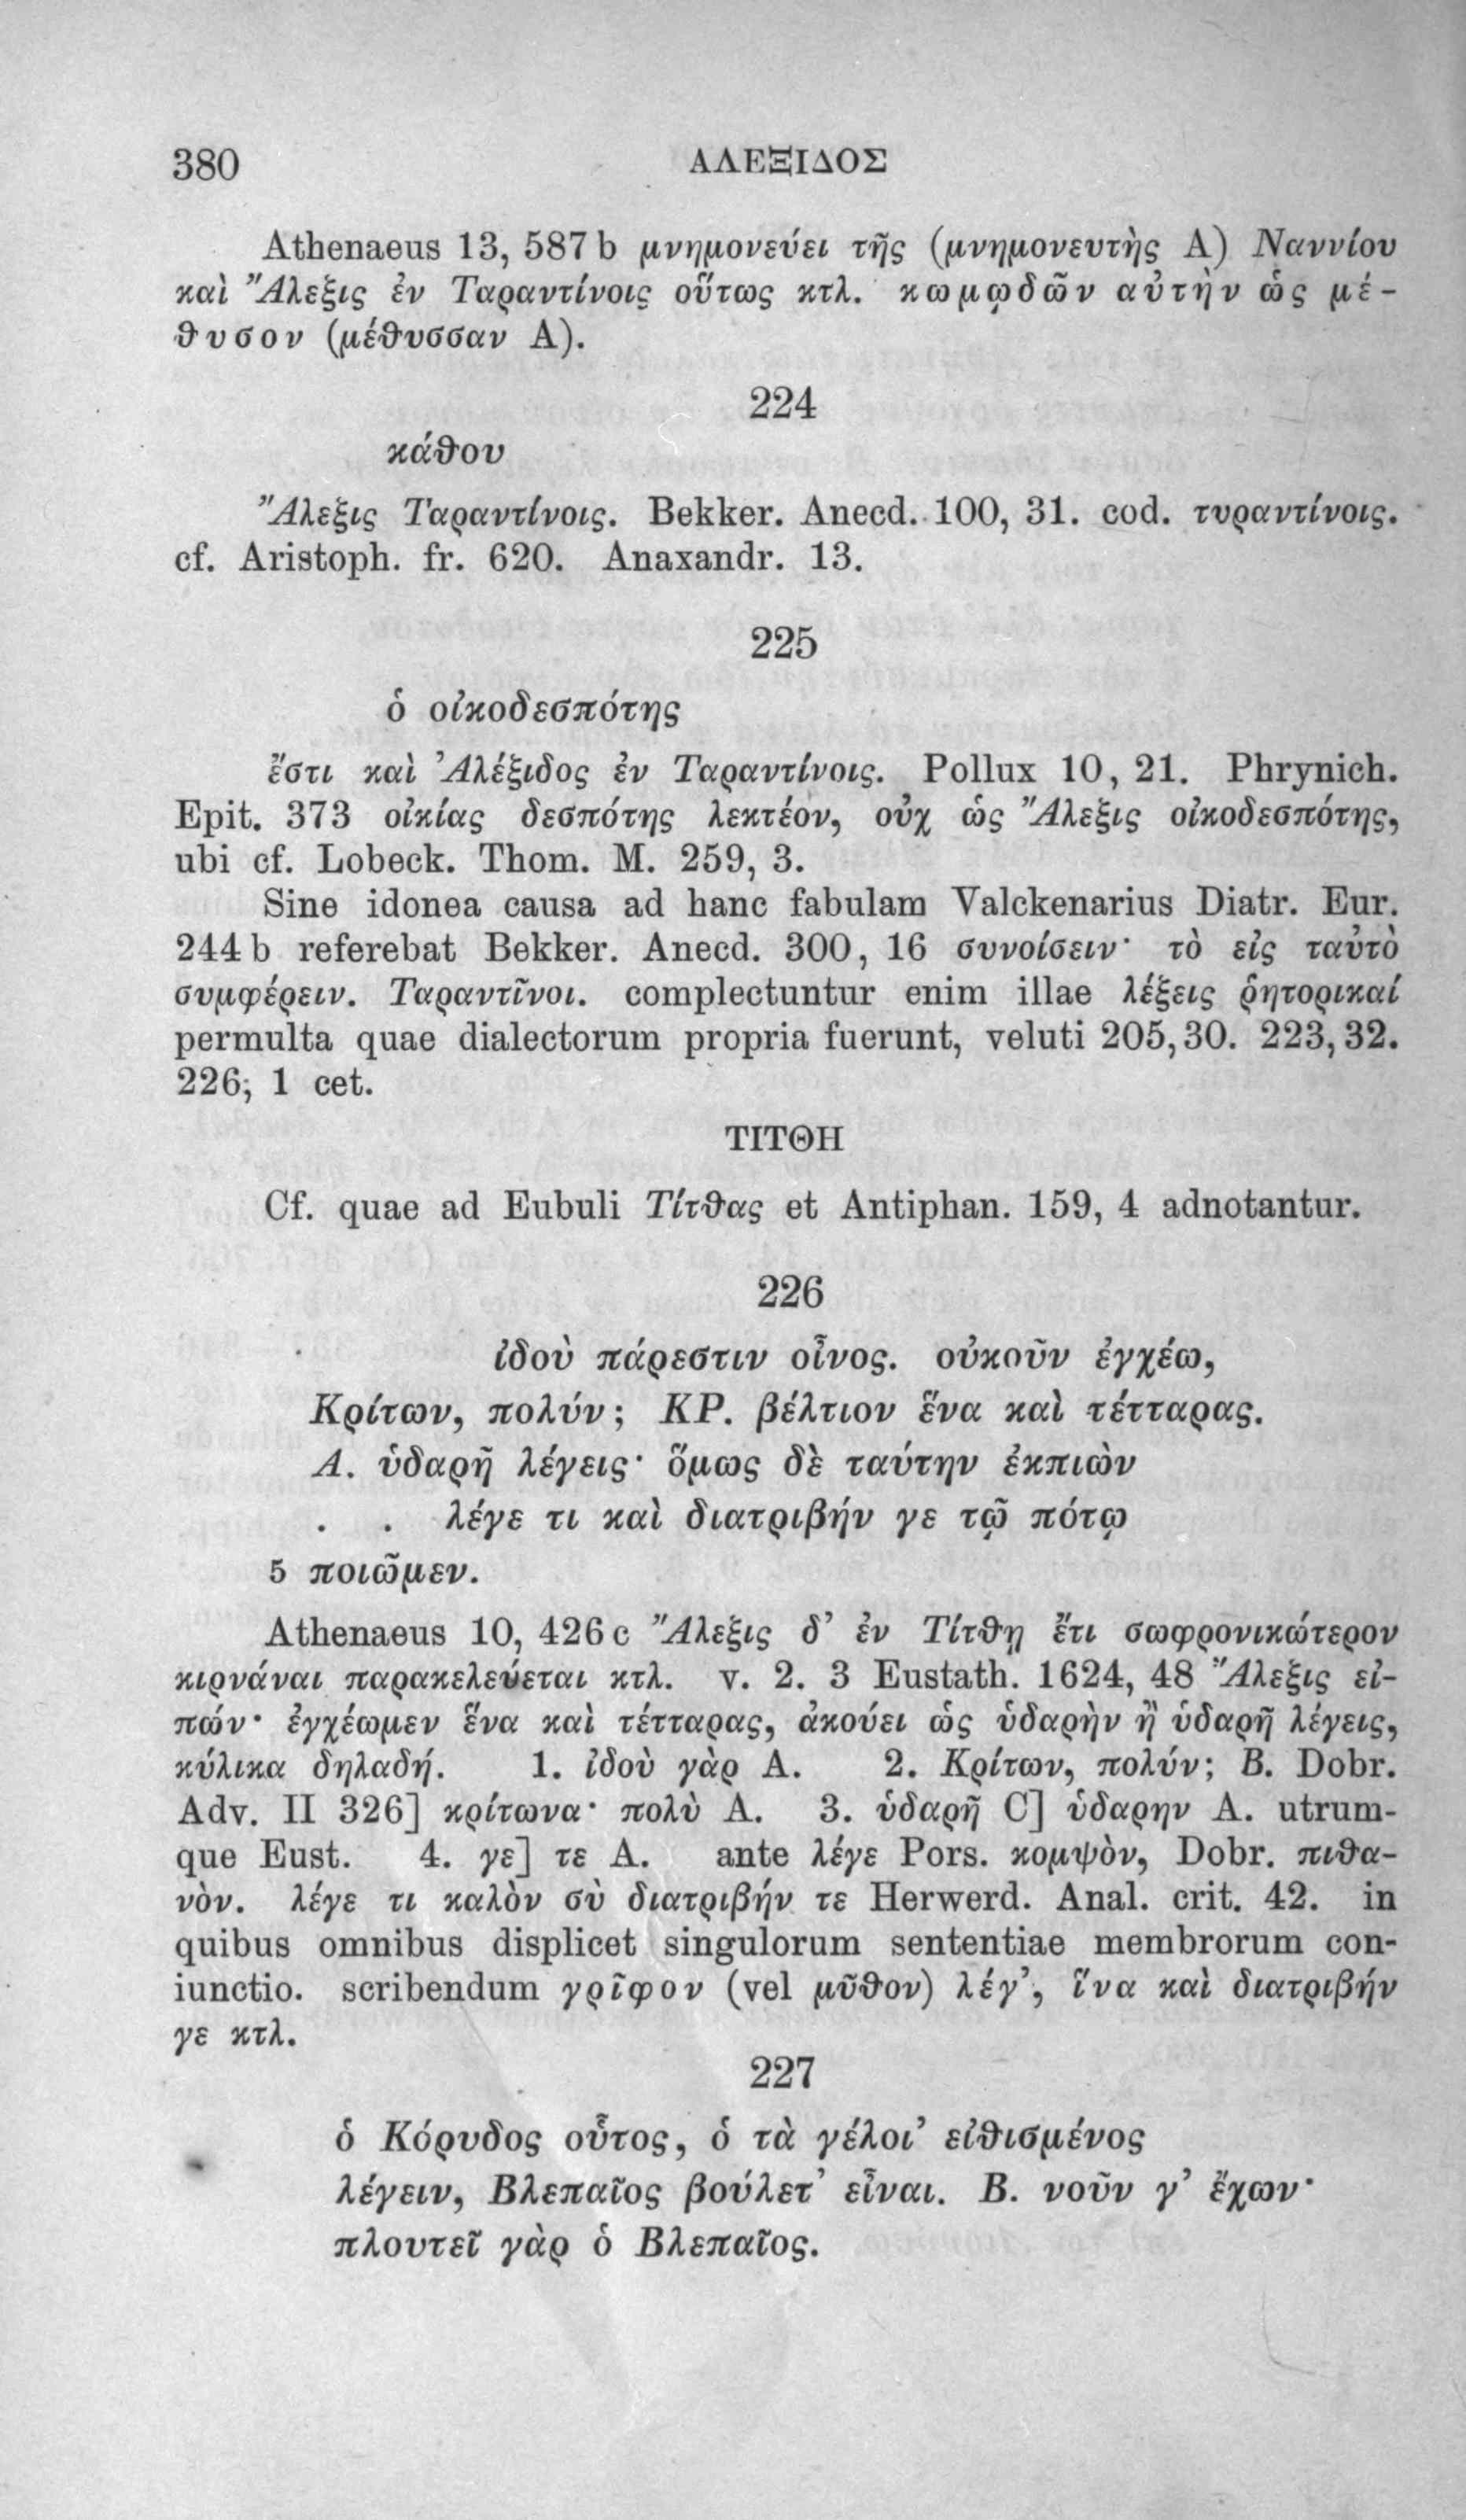 380 ΑΛΕΞΙΔΟΣ
Athenaeus 13, 587 b μνημονεύει τῆς (μνημονευτὴς A) Ναννίου
καὶ Ἄλεξις ἐν Ταραντίνοις οὕτως κτλ. κωμῳδῶν αὐτὴν ὡς μέ-
θυσον (μέθυσσαν A).
224
κάθου
Ἄλεξις Ταραντίνοις. Bekker. Anecd. 100, 31. cod. τυραντίνοις.
cf. Aristoph. fr. 620. Anaxandr. 13.
225
ὁ οἰκοδεσπότης
ἔστι καὶ Ἀλέξιδος ἐν Ταραντίνοις. Pollux 10, 21. Phrynich.
Epit. 373 οἰκίας δεσπότης λεκτέον, οὐχ ὡς Ἄλεξις οἰκοδεσπότης,
ubi cf. Lobeck. Thom. M. 259, 3.
Sine idonea causa ad hanc fabulam Valckenarius Diatr. Eur.
244 b referebat Bekker. Anecd. 300, 16 συνοίσειν· τὸ εἰς ταὐτὸ
συμφέρειν. Ταραντῖνοι. complectuntur enim illae λέξεις ῥητορικαί
permulta quae dialectorum propria fuerunt, veluti 205, 30. 223, 32.
226, 1 cet.
ΤΙΤΘΗ
Cf. quae ad Eubuli Τίτθας et Antiphan. 159, 4 adnotantur.
226
ἰδοὺ πάρεστιν οἶνος. οὐκοῦν ἐγχέω,
Κρίτων, πολύν; ΚΡ. βέλτιον ἕνα καὶ τέτταρας.
Α. ὑδαρῆ λέγεις· ὅμως δὲ ταύτην ἐκπιὼν
. . λέγε τι καὶ διατριβήν γε τῷ πότῳ
5 ποιῶμεν.
Athenaeus 10, 426 c Ἄλεξις δ’ ἐν Τίτθῃ ἔτι σωφρονικώτερον
κιρνάναι παρακελεύεται κτλ. v. 2. 3 Eustath. 1624, 48 Ἄλεξις εἰ-
πών· ἐγχέωμεν ἕνα καὶ τέτταρας, ἀκούει ὡς ὑδαρὴν ἢ ὑδαρῆ λέγεις,
κύλικα δηλαδή. 1. ἰδοὺ γὰρ A. 2. Κρίτων, πολύν; B. Dobr.
Adv. II 326] κρίτωνα· πολὺ A. 3. ὑδαρῆ C] ὑδαρην A. utrum-
que Eust. 4. γε] τε A. ante λέγε Pors. κομψὸν, Dobr. πιθα-
νὸν. λέγε τι καλὸν σὺ διατριβήν τε Herwerd. Anal. crit. 42. in
quibus omnibus displicet singulorum sententiae membrorum con-
iunctio. scribendum γρῖφον (vel μῦθον) λέγ’, ἵνα καὶ διατριβήν
γε κτλ.
227
ὁ Κόρυδος οὗτος, ὁ τὰ γέλοι’ εἰθισμένος
λέγειν, Βλεπαῖος βούλετ’ εἶναι. Β. νοῦν γ’ ἔχων·
πλουτεῖ γὰρ ὁ Βλεπαῖος.